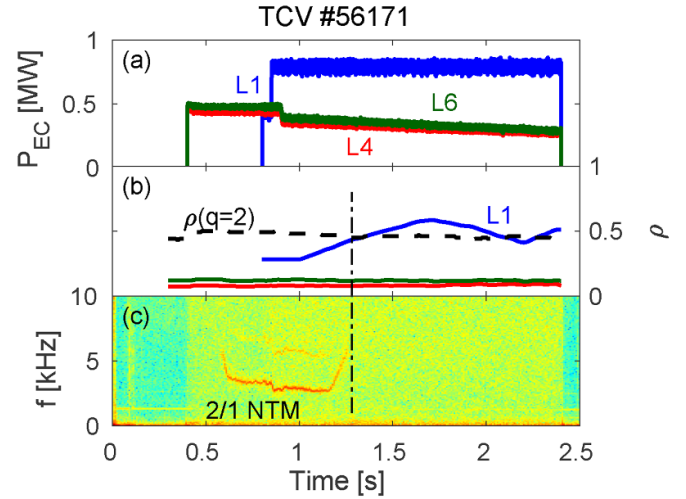 TCV #56171
1
(a)
L1
L6
0.5
L4
P_EC [MW]
0
1
(b)
ρ(q=2)
L1
0.5
ρ
10
0
(c)
5
f [kHz]
2/1 NTM
0
0 0.5 1 1.5 2 2.5
Time [s]